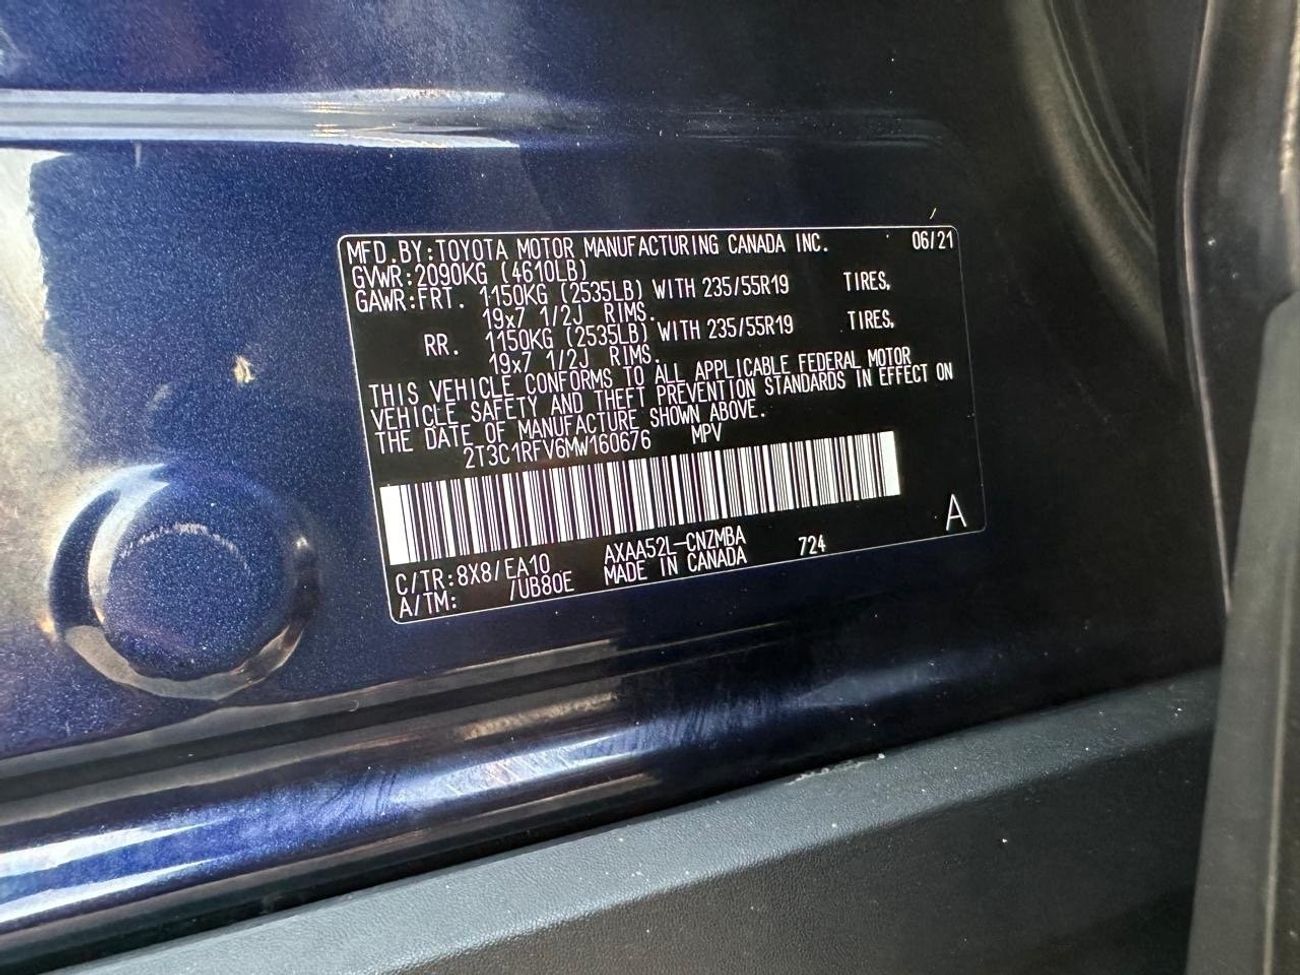 MFD.BY:TOYOTA MOTOR MANUFACTURING CANADA INC. 06/21
GVWR:2090KG (4610LB)
GAWR:FRT. 1150KG (2535LB) WITH 235/55R19 TIRES,
19x7 1/2J RIMS.
RR. 1150KG (2535LB) WITH 235/55R19 TIRES,
19x7 1/2J RIMS.
THIS VEHICLE CONFORMS TO ALL APPLICABLE FEDERAL MOTOR
VEHICLE SAFETY AND THEFT PREVENTION STANDARDS IN EFFECT ON
THE DATE OF MANUFACTURE SHOWN ABOVE.
2T3C1RFV6MW160676 MPV
A
C/TR:8X8/EA10 AXAA52L-CNZMBA 724
A/TM: /UB80E MADE IN CANADA